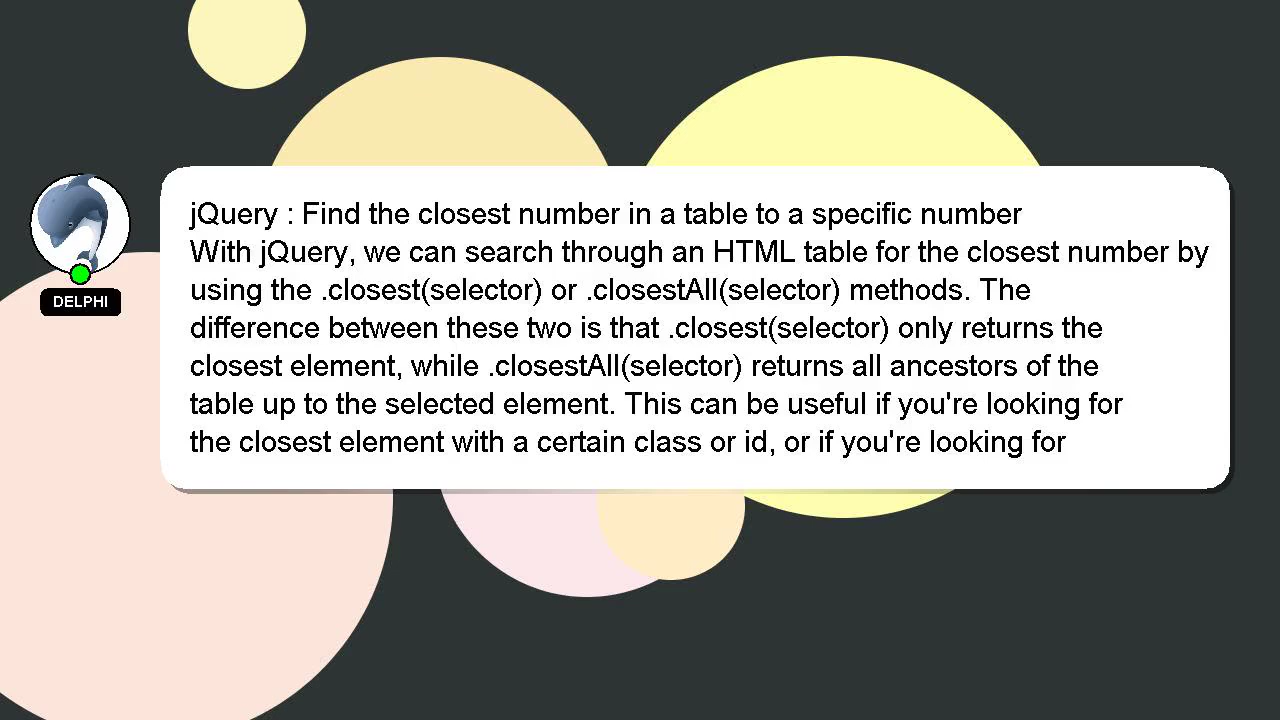 jQuery : Find the closest number in a table to a specific number
With jQuery, we can search through an HTML table for the closest number by
using the .closest(selector) or .closestAll(selector) methods. The
difference between these two is that .closest(selector) only returns the
closest element, while .closestAll(selector) returns all ancestors of the
table up to the selected element. This can be useful if you're looking for
the closest element with a certain class or id, or if you're looking for
DELPHI